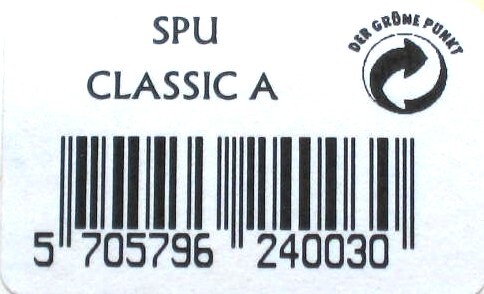 SPU
CLASSIC A
DER GRÜNE PUNKT
5 705796 240030